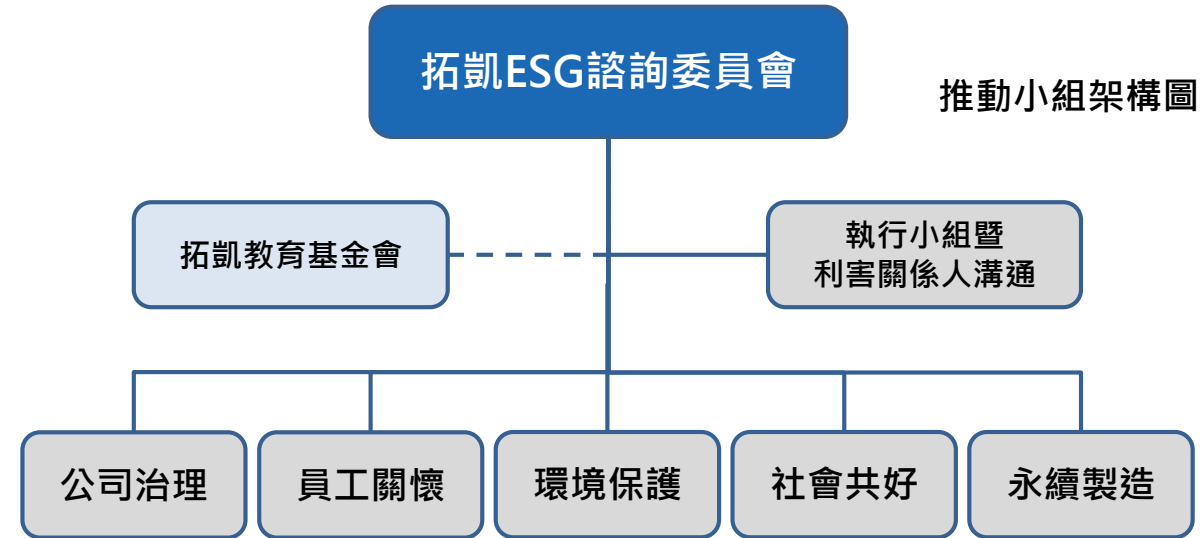 拓凱ESG諮詢委員會
推動小組架構圖
拓凱教育基金會
執行小組暨
利害關係人溝通
公司治理
員工關懷
環境保護
社會共好
永續製造